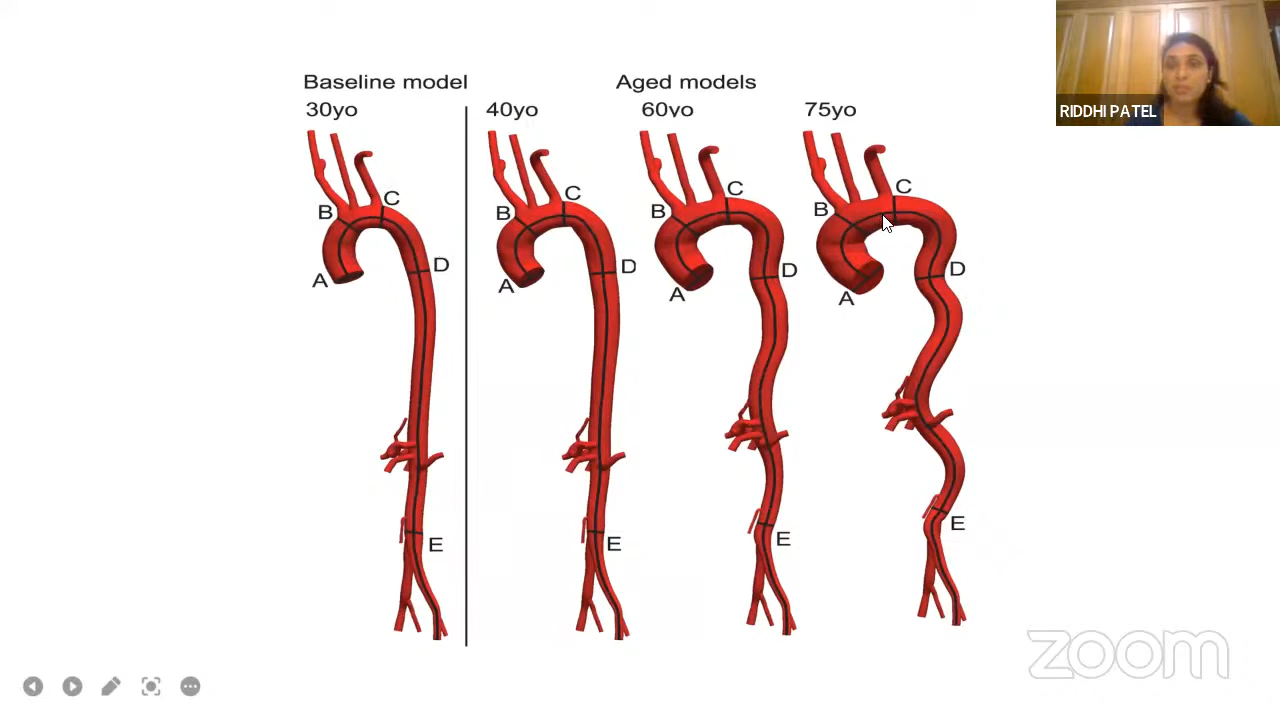 RIDDHI PATEL
Baseline model
Aged models
30yo
40yo
60yo
75yo
A
B
C
D
E
A
B
C
D
E
A
B
C
D
E
A
B
C
D
E
zoom